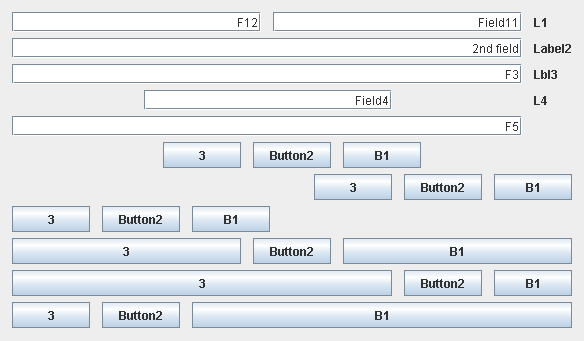 F12 Field11 L1
2nd field Label2
F3 Lbl3
Field4 L4
F5
3 Button2 B1
3 Button2 B1
3 Button2 B1
3 Button2 B1
3 Button2 B1
3 Button2 B1